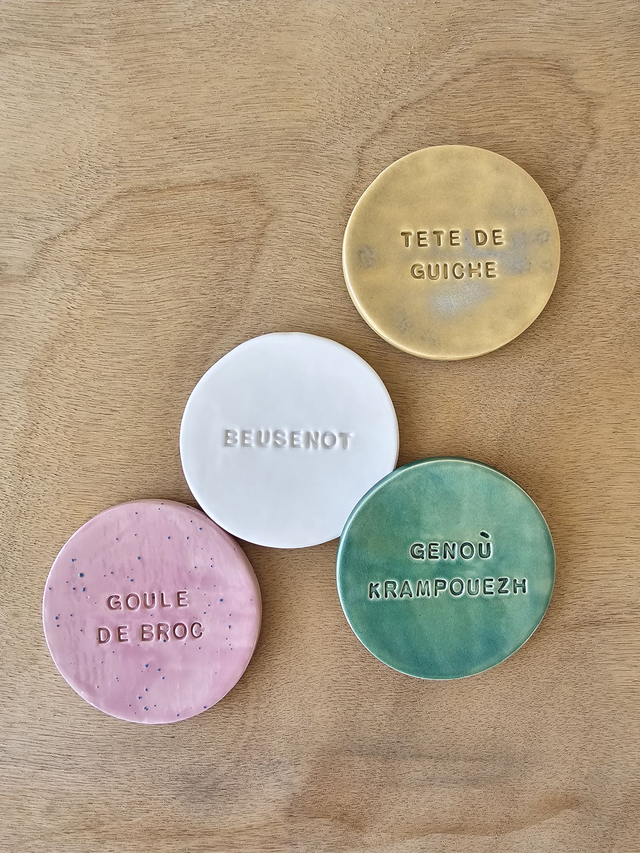 TETE DE
GUICHE
BEUSENOT
GENOÙ
KRAMPOUEZH
GOULE
DE BROC